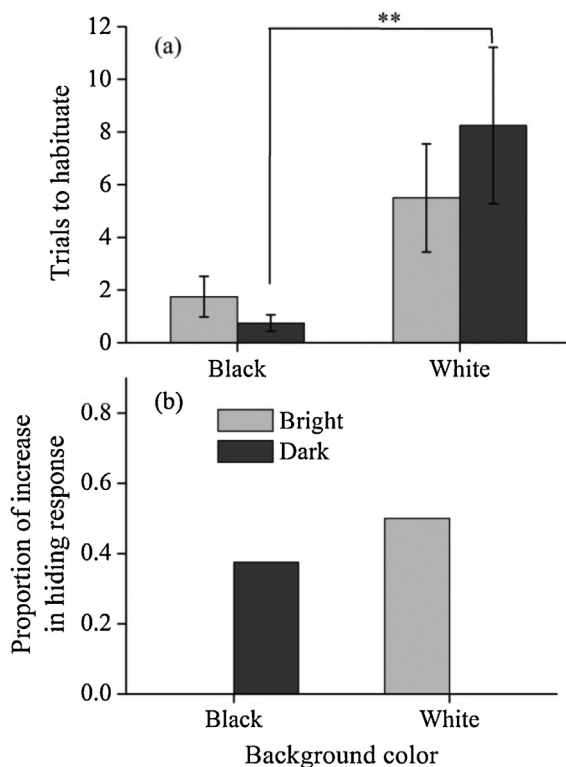 (a)
**
Trials to habituate
12
10
8
6
4
2
0
Black White
(b)
Bright
Dark
Proportion of increase
in hiding response
0.8
0.6
0.4
0.2
0.0
Black White
Background color